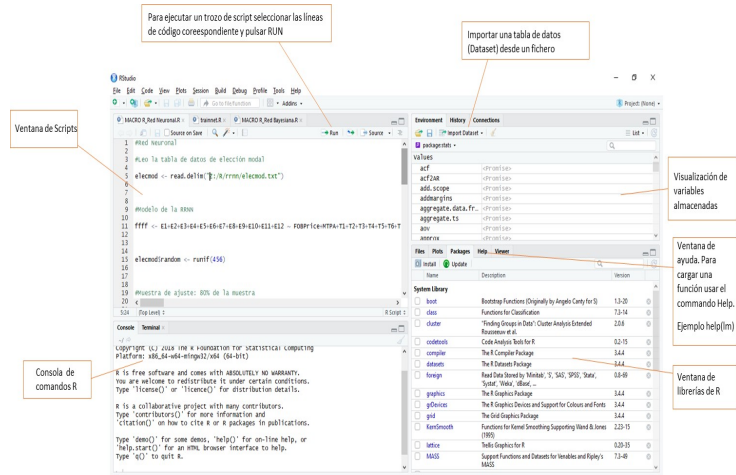 Para ejecutar un trozo de script seleccionar las líneas
de código coreespondiente y pulsar RUN
Importar una tabla de datos
(Dataset) desde un fichero
RStudio
File Edit Code View Plots Session Build Debug Profile Tools Help
Go to file/function
Addins
Project: (None)
Ventana de Scripts
MACRO R_Red Neuronal.R
trainnet.R
MACRO R_Red Bayesiana.R
Source on Save
Run
Source
1 #Red Neuronal
2
3 #Leo la tabla de datos de elección modal
4
5 elecmod <- read.delim("E:/R/rrnn/elecmod.txt")
6
7
8
9 #Modelo de la RRNN
10
11 ffff <- E1+E2+E3+E4+E5+E6+E7+E8+E9+E10+E11+E12 ~ FOBPrice+MTPA+T1+T2+T3+T4+T5+T6+T
12
13
14
15 elecmod$random <- runif(456)
16
17
18
19 #Muestra de ajuste: 80% de la muestra
20
5:24 (Top Level)
R Script
Environment History Connections
Import Dataset
List
package:stats
Values
acf <Promise>
acf2AR <Promise>
add.scope <Promise>
addmargins <Promise>
aggregate.data.fr.. <Promise>
aggregate.ts <Promise>
aov <Promise>
approx <Promise>
Visualización de
variables
almacenadas
Files Plots Packages Help Viewer
Install Update
Name Description Version
System Library
boot Bootstrap Functions (Originally by Angelo Canty for S) 1.3-20
class Functions for Classification 7.3-14
cluster "Finding Groups in Data": Cluster Analysis Extended Rousseeuw et al. 2.0.6
codetools Code Analysis Tools for R 0.2-15
compiler The R Compiler Package 3.4.4
datasets The R Datasets Package 3.4.4
foreign Read Data Stored by 'Minitab', 'S', 'SAS', 'SPSS', 'Stata', 'Systat', 'Weka', 'dBase', ... 0.8-69
graphics The R Graphics Package 3.4.4
grDevices The R Graphics Devices and Support for Colours and Fonts 3.4.4
grid The Grid Graphics Package 3.4.4
KernSmooth Functions for Kernel Smoothing Supporting Wand & Jones (1995) 2.23-15
lattice Trellis Graphics for R 0.20-35
MASS Support Functions and Datasets for Venables and Ripley's MASS 7.3-49
Ventana de
ayuda. Para
cargar una
función usar el
commando Help.
Ejemplo help(lm)
Ventana de
librerías de R
Consola de
comandos R
Console Terminal
Copyright (C) 2018 The R Foundation for Statistical Computing
Platform: x86_64-w64-mingw32/x64 (64-bit)
R is free software and comes with ABSOLUTELY NO WARRANTY.
You are welcome to redistribute it under certain conditions.
Type 'license()' or 'licence()' for distribution details.
R is a collaborative project with many contributors.
Type 'contributors()' for more information and
'citation()' on how to cite R or R packages in publications.
Type 'demo()' for some demos, 'help()' for on-line help, or
'help.start()' for an HTML browser interface to help.
Type 'q()' to quit R.